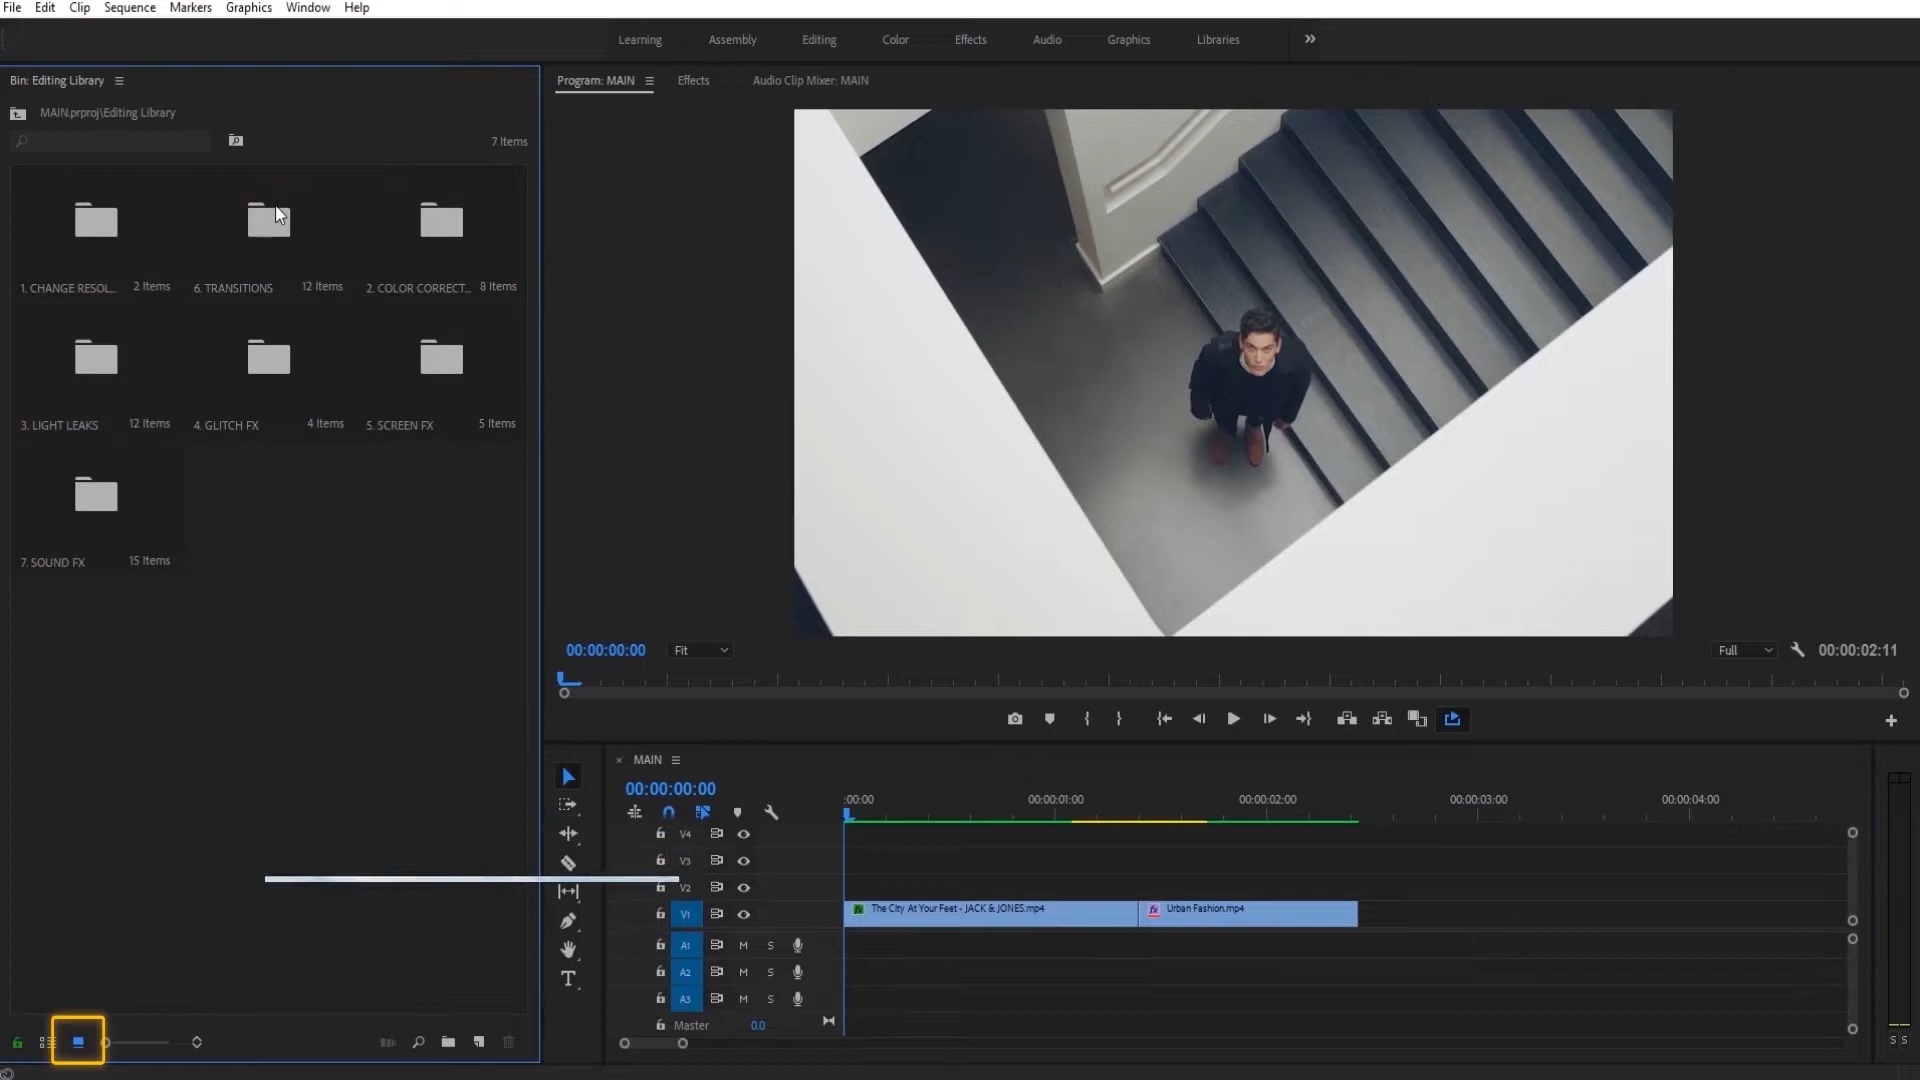 File Edit Clip Sequence Markers Graphics Window Help
Learning Assembly Editing Color Effects Audio Graphics Libraries
Bin: Editing Library
Program: MAIN Effects Audio Clip Mixer: MAIN
MAIN.prproj\Editing Library
7 Items
1. CHANGE RESOL... 2 Items 6. TRANSITIONS 12 Items 2. COLOR CORRECT... 8 Items
3. LIGHT LEAKS 12 Items 4. GLITCH FX 4 Items 5. SCREEN FX 5 Items
7. SOUND FX 15 Items
00:00:00:00 Fit Full 00:00:02:11
MAIN
00:00:00:00
:00:00 00:00:01:00 00:00:02:00 00:00:03:00 00:00:04:00
V4
V3
V2
V1 The City At Your Feet - JACK & JONES.mp4 fx Urban Fashion.mp4
A1 M S
A2 M S
A3 M S
Master 0.0
S S